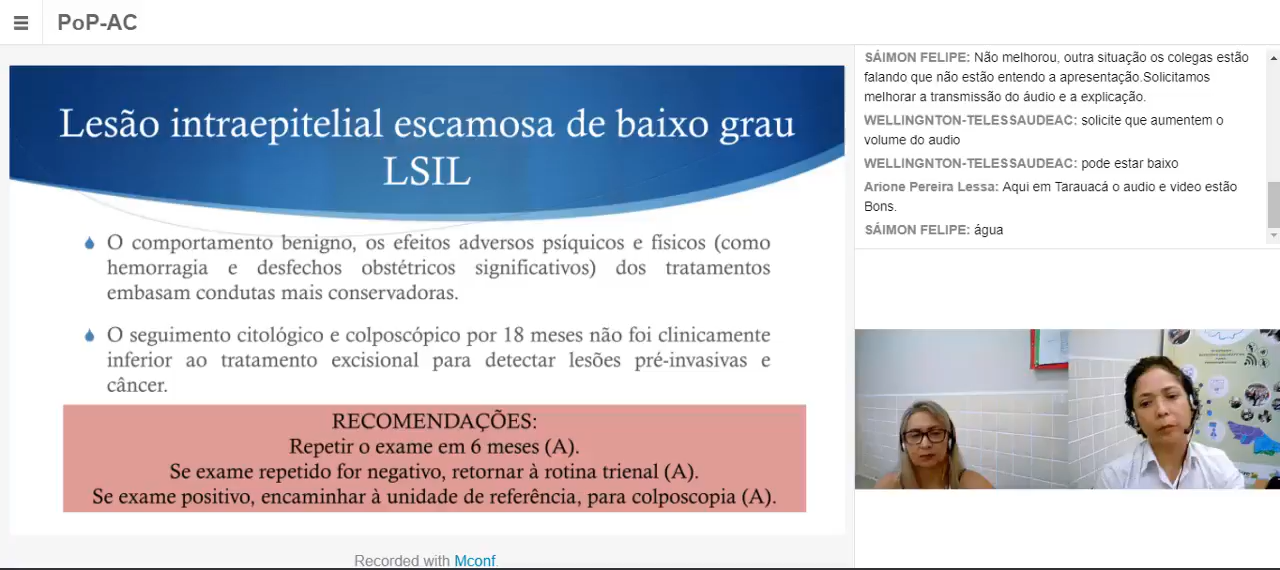 PoP-AC
Lesão intraepitelial escamosa de baixo grau
LSIL
O comportamento benigno, os efeitos adversos psíquicos e físicos (como
hemorragia e desfechos obstétricos significativos) dos tratamentos
embasam condutas mais conservadoras.
O seguimento citológico e colposcópico por 18 meses não foi clinicamente
inferior ao tratamento excisional para detectar lesões pré-invasivas e
câncer.
RECOMENDAÇÕES:
Repetir o exame em 6 meses (A).
Se exame repetido for negativo, retornar à rotina trienal (A).
Se exame positivo, encaminhar à unidade de referência, para colposcopia (A).
Recorded with Mconf.
SÁIMON FELIPE: Não melhorou, outra situação os colegas estão
falando que não estão entendo a apresentação.Solicitamos
melhorar a transmissão do áudio e a explicação.
WELLINGNTON-TELESSAUDEAC: solicite que aumentem o
volume do audio
WELLINGNTON-TELESSAUDEAC: pode estar baixo
Arione Pereira Lessa: Aqui em Tarauacá o audio e video estão
Bons.
SÁIMON FELIPE: água